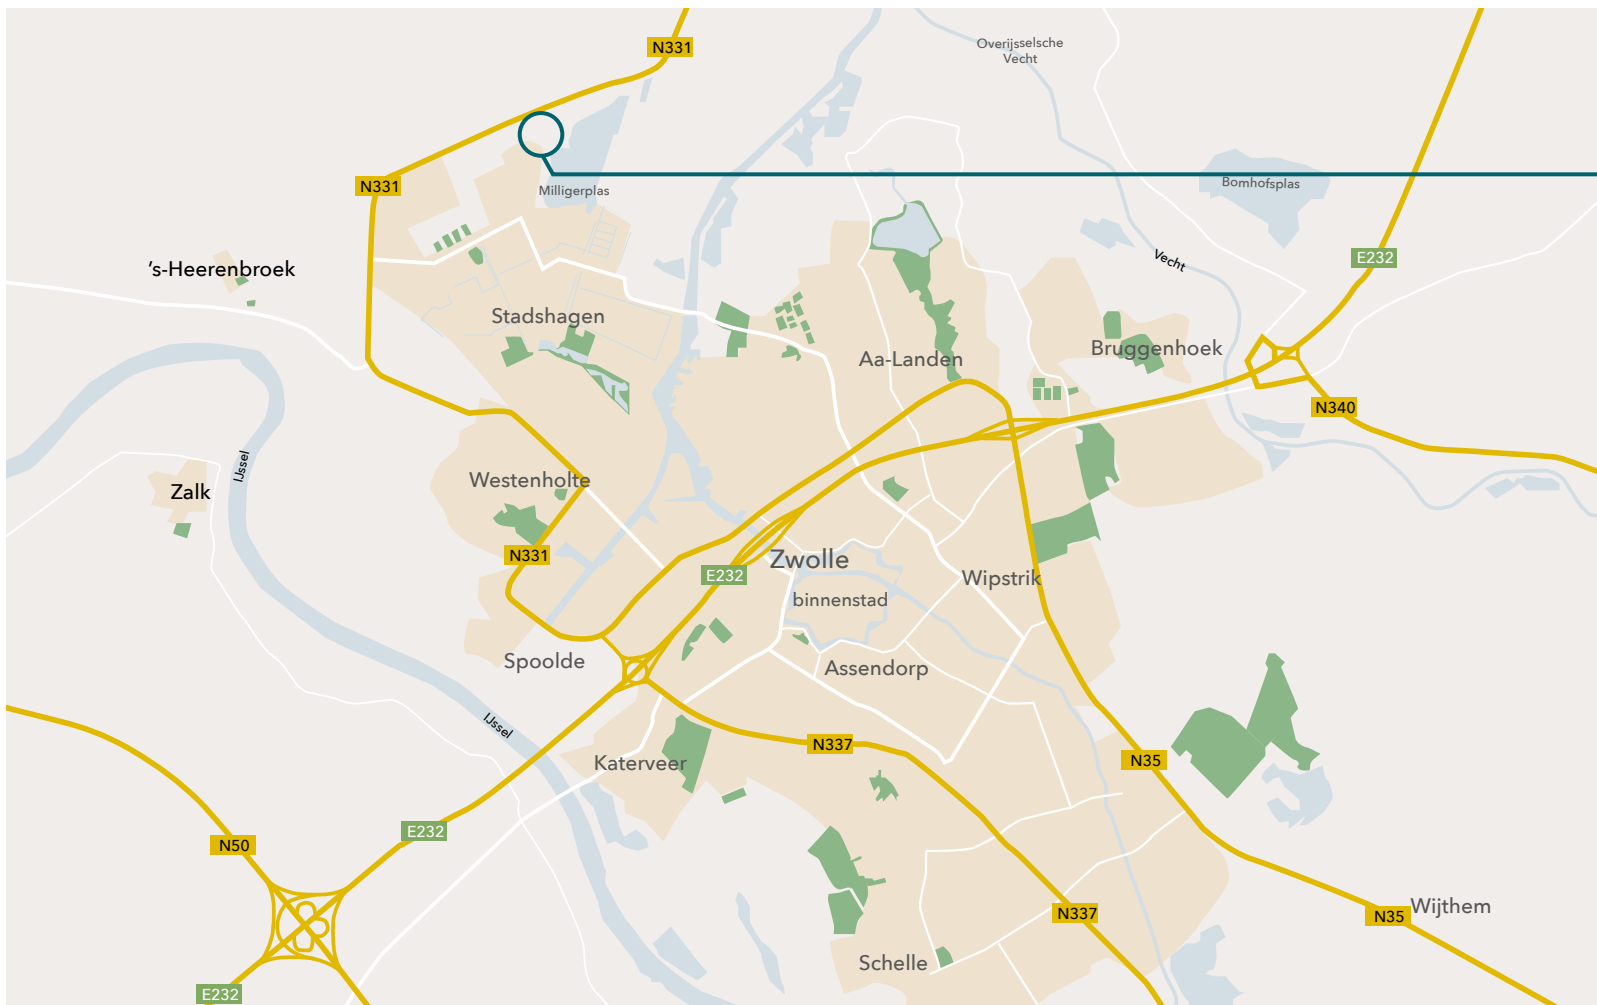 N331
Overijsselsche
Vecht
N331
Milligerplas
Bomhofsplas
Vecht
E232
's-Heerenbroek
Stadshagen
Aa-Landen
Bruggenhoek
N340
IJssel
Westenholte
Zalk
N331
Zwolle
E232
Wipstrik
binnenstad
Spoolde
Assendorp
IJssel
N337
Katerveer
N35
E232
N50
N337
N35
Wijthem
Schelle
E232